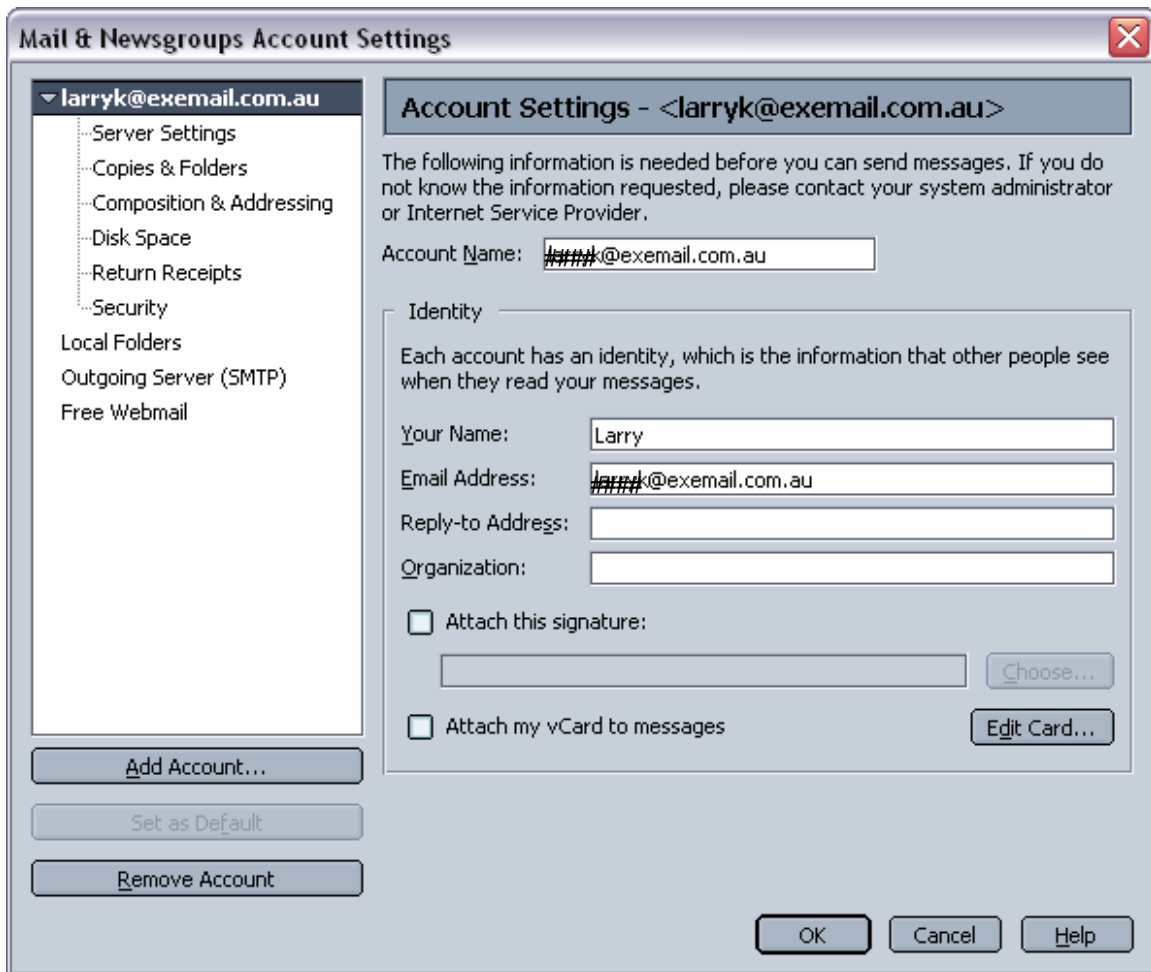 Mail & Newsgroups Account Settings
larryk@exemail.com.au
Server Settings
Copies & Folders
Composition & Addressing
Disk Space
Return Receipts
Security
Local Folders
Outgoing Server (SMTP)
Free Webmail
Add Account...
Set as Default
Remove Account
Account Settings - <larryk@exemail.com.au>
The following information is needed before you can send messages. If you do
not know the information requested, please contact your system administrator
or Internet Service Provider.
Account Name: ####k@exemail.com.au
Identity
Each account has an identity, which is the information that other people see
when they read your messages.
Your Name: Larry
Email Address: ####k@exemail.com.au
Reply-to Address:
Organization:
Attach this signature:
Choose...
Attach my vCard to messages
Edit Card...
OK Cancel Help